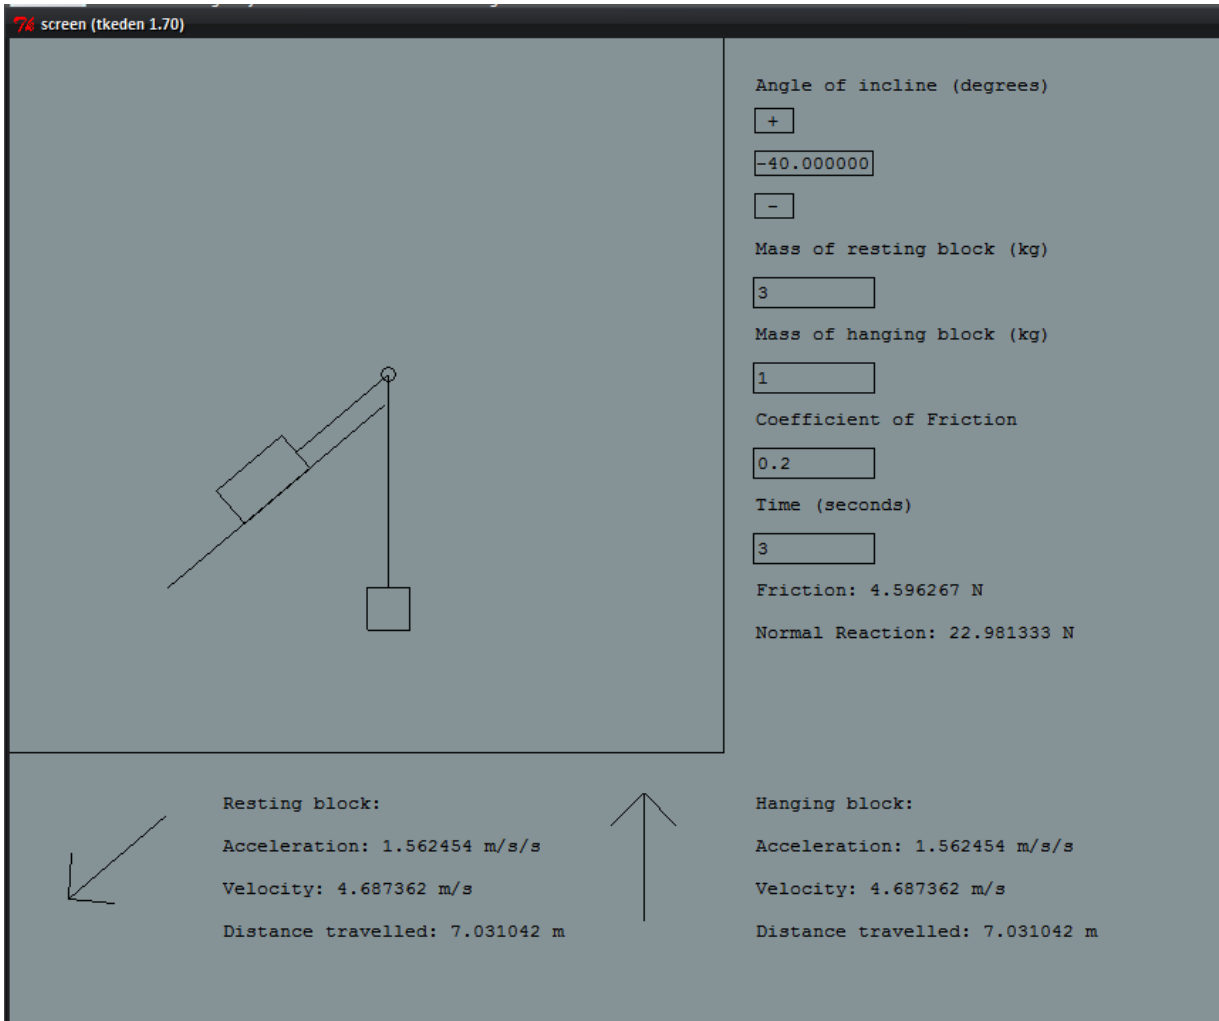 screen (tkeden 1.70)
Angle of incline (degrees)
+
-40.000000
-
Mass of resting block (kg)
3
Mass of hanging block (kg)
1
Coefficient of Friction
0.2
Time (seconds)
3
Friction: 4.596267 N
Normal Reaction: 22.981333 N
Resting block:
Acceleration: 1.562454 m/s/s
Velocity: 4.687362 m/s
Distance travelled: 7.031042 m
Hanging block:
Acceleration: 1.562454 m/s/s
Velocity: 4.687362 m/s
Distance travelled: 7.031042 m